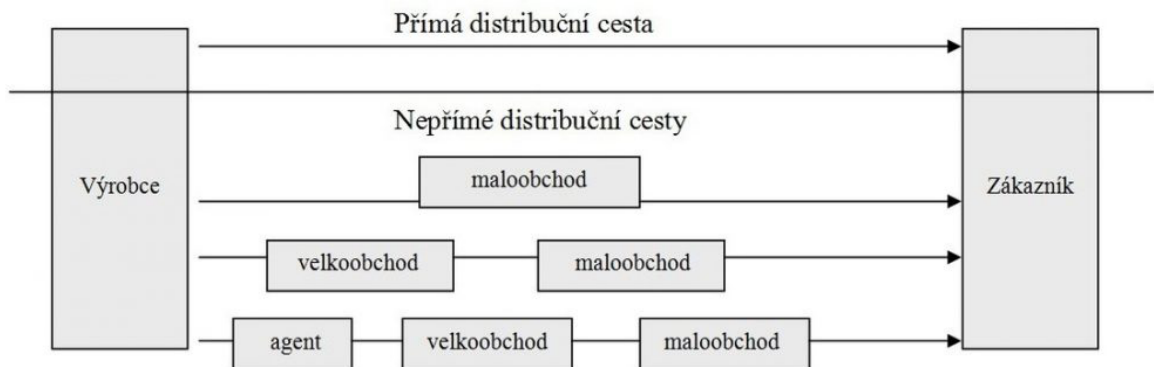 Přímá distribuční cesta
Nepřímé distribuční cesty
Výrobce
maloobchod
Zákazník
velkoobchod maloobchod
agent velkoobchod maloobchod